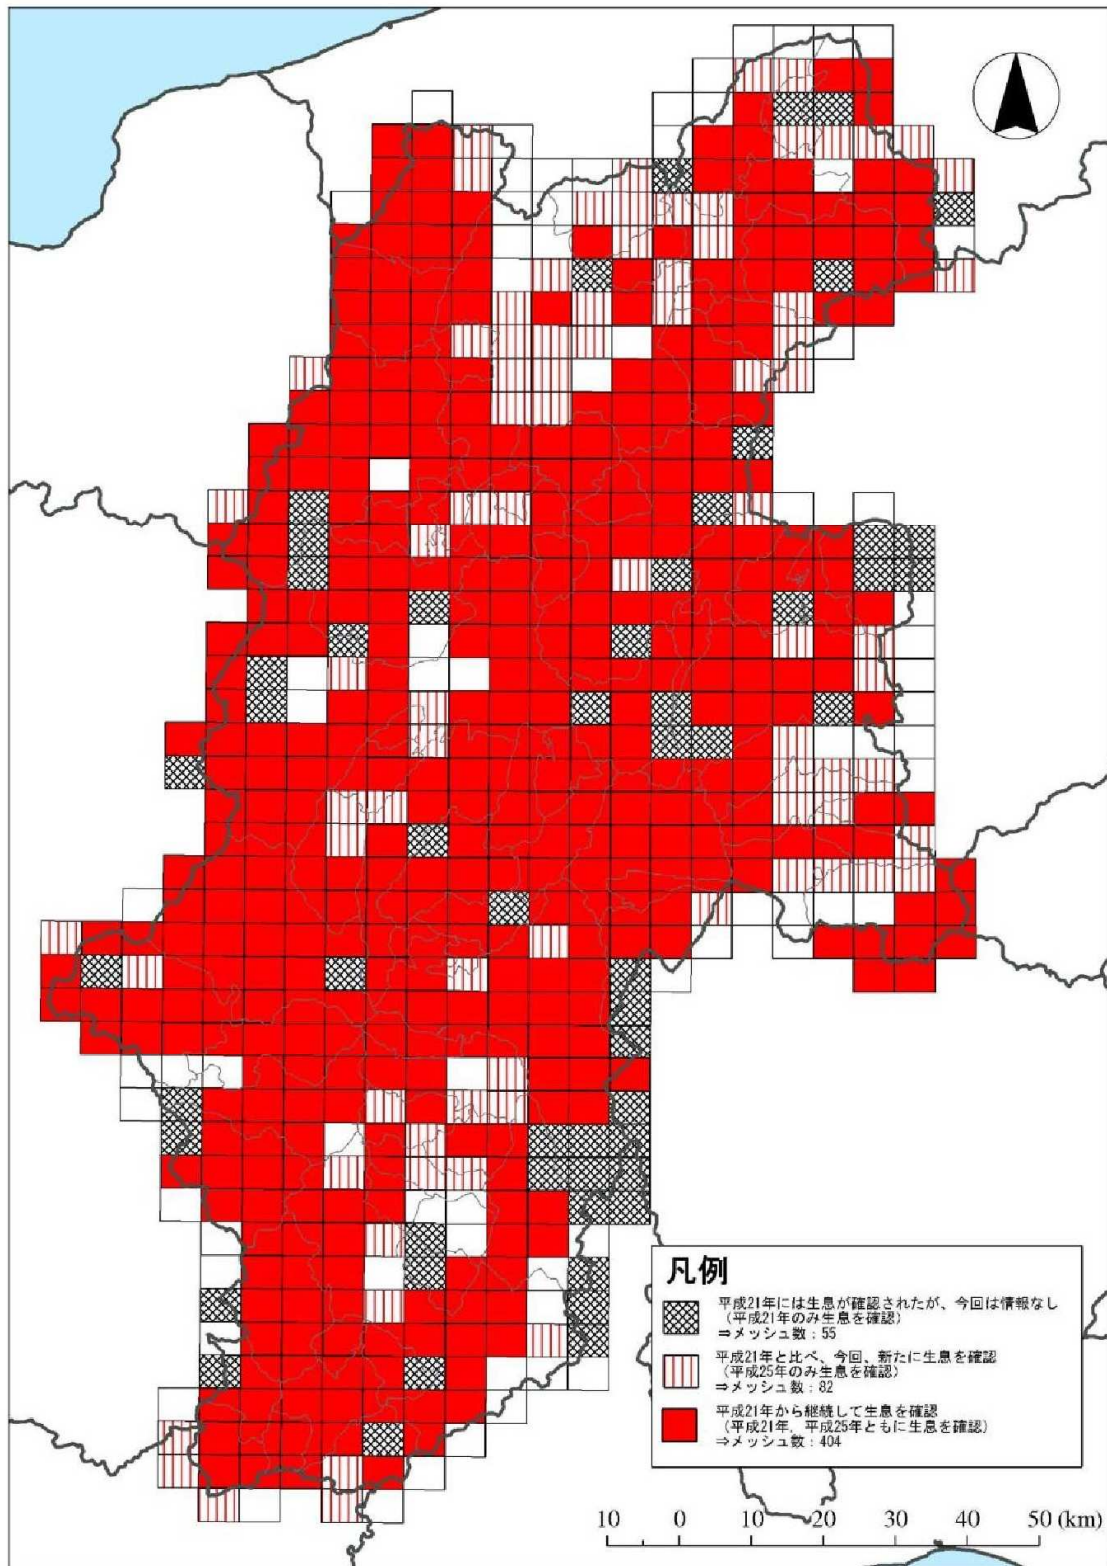 凡例
平成21年には生息が確認されたが、今回は情報なし
（平成21年のみ生息を確認）
⇒メッシュ数：55
平成21年と比べ、今回、新たに生息を確認
（平成25年のみ生息を確認）
⇒メッシュ数：82
平成21年から継続して生息を確認
（平成21年、平成25年ともに生息を確認）
⇒メッシュ数：404
10 0 10 20 30 40 50 (km)